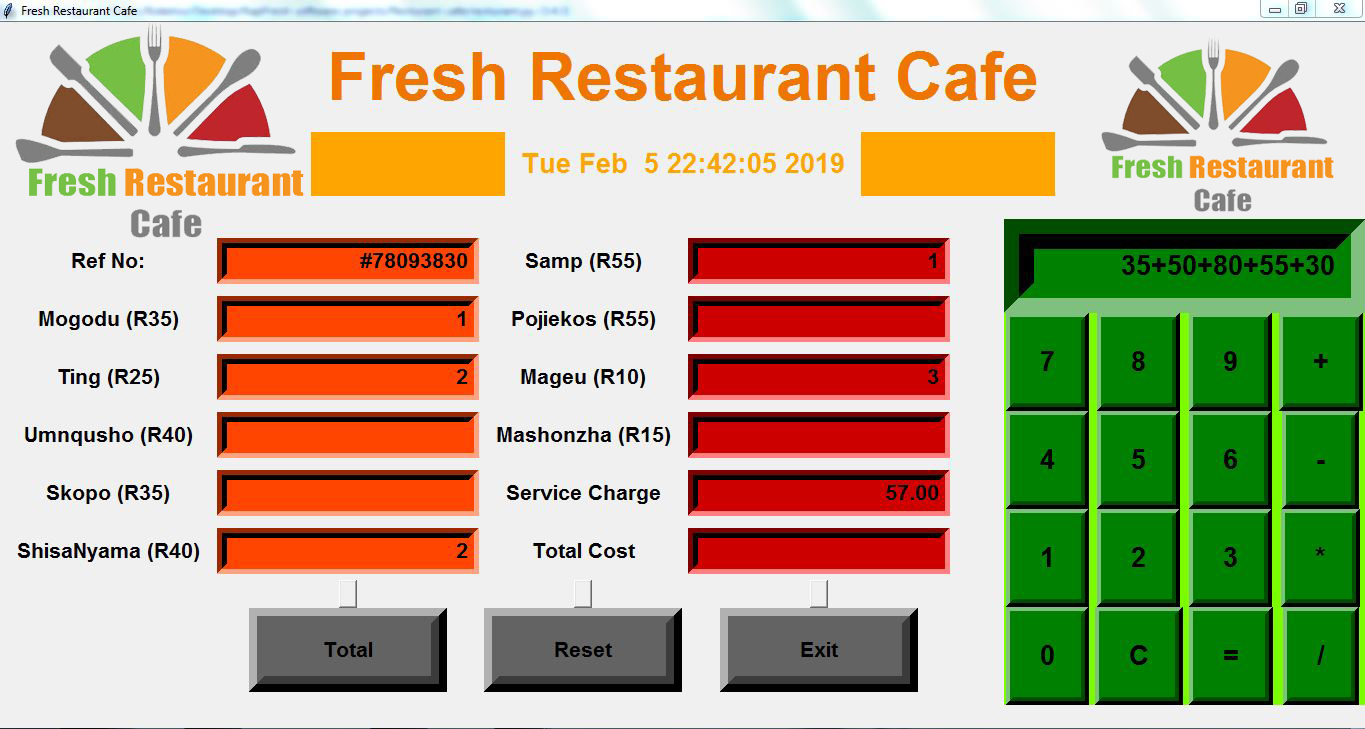 Fresh Restaurant Cafe
Fresh Restaurant
Cafe
Fresh Restaurant Cafe
Tue Feb  5 22:42:05 2019
Fresh Restaurant
Cafe
Ref No: #78093830 Samp (R55) 1
Mogodu (R35) 1 Pojiekos (R55)
Ting (R25) 2 Mageu (R10) 3
Umnqusho (R40) Mashonzha (R15)
Skopo (R35) Service Charge 57.00
ShisaNyama (R40) 2 Total Cost
Total Reset Exit
35+50+80+55+30
7 8 9 +
4 5 6 -
1 2 3 *
0 C = /